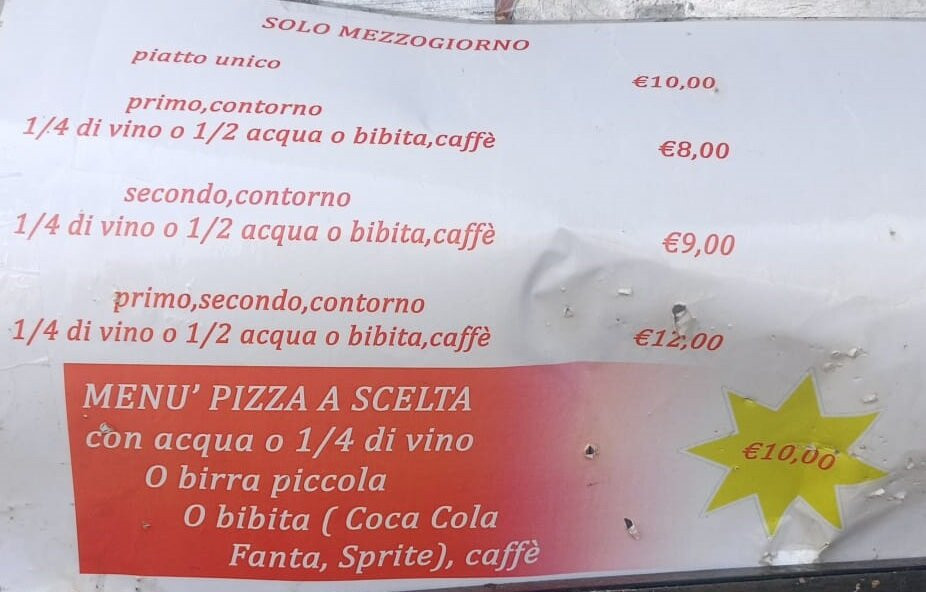 SOLO MEZZOGIORNO
piatto unico €10,00
primo,contorno
1/4 di vino o 1/2 acqua o bibita,caffè €8,00
secondo,contorno
1/4 di vino o 1/2 acqua o bibita,caffè €9,00
primo,secondo,contorno
1/4 di vino o 1/2 acqua o bibita,caffè €12,00
MENU' PIZZA A SCELTA
con acqua o 1/4 di vino €10,00
O birra piccola
O bibita ( Coca Cola
Fanta, Sprite), caffè